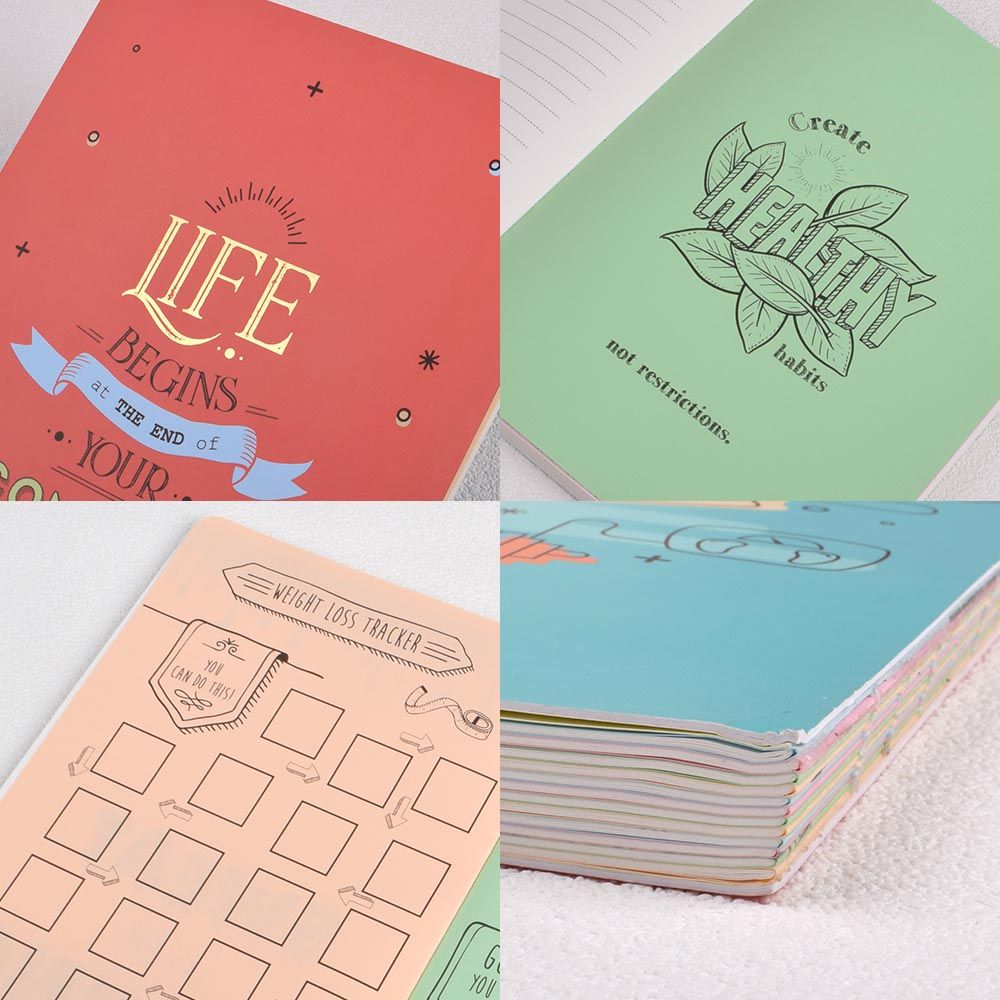 LIFE
BEGINS
at THE END of
YOUR
Create
HEALTHY
habits
not restrictions.
WEIGHT LOSS TRACKER
YOU
CAN DO THIS!
YOU